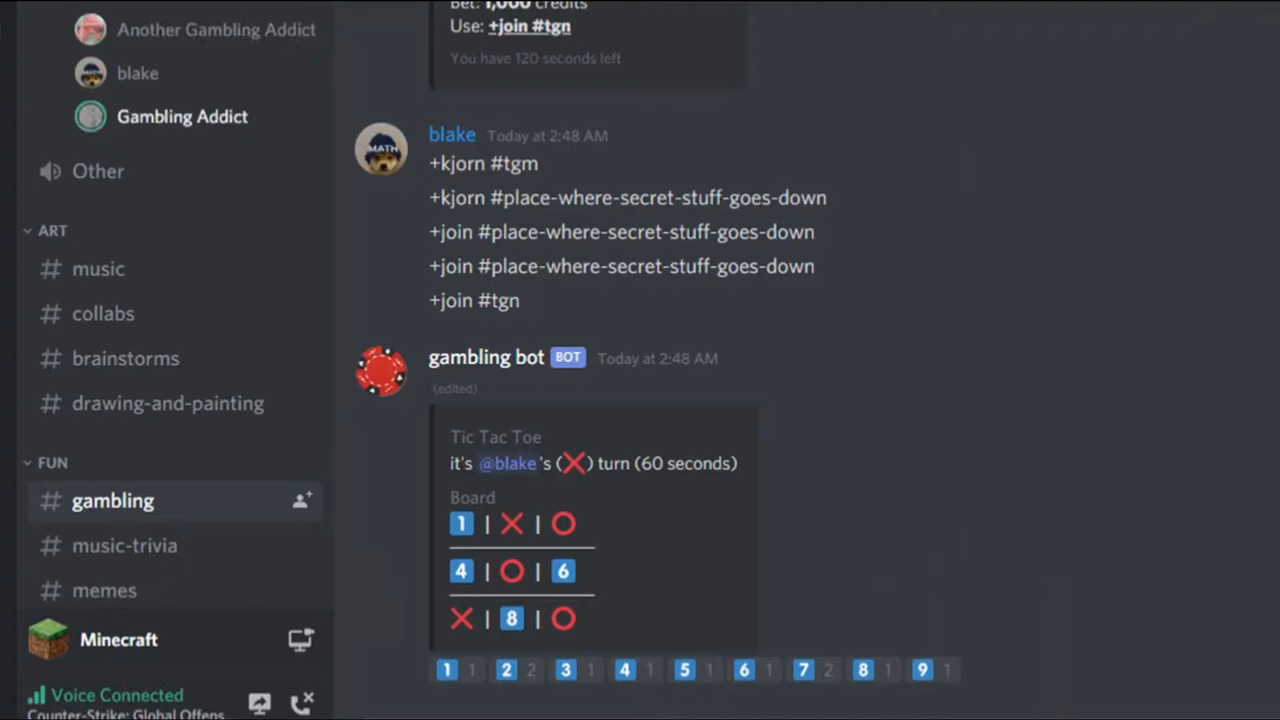 Another Gambling Addict
blake
Gambling Addict
Other
ART
music
collabs
brainstorms
drawing-and-painting
FUN
gambling
music-trivia
memes
Minecraft
Voice Connected
Counter-Strike: Global Offens...
Bet: 1,000 credits
Use: +join #tgn
You have 120 seconds left
MATH
blake Today at 2:48 AM
+kjorn #tgm
+kjorn #place-where-secret-stuff-goes-down
+join #place-where-secret-stuff-goes-down
+join #place-where-secret-stuff-goes-down
+join #tgn
gambling bot BOT Today at 2:48 AM
(edited)
Tic Tac Toe
it's @blake's (❌) turn (60 seconds)
Board
1 | ❌ | ⭕
4 | ⭕ | 6
❌ | 8 | ⭕
1 1 2 2 3 1 4 1 5 1 6 1 7 2 8 1 9 1